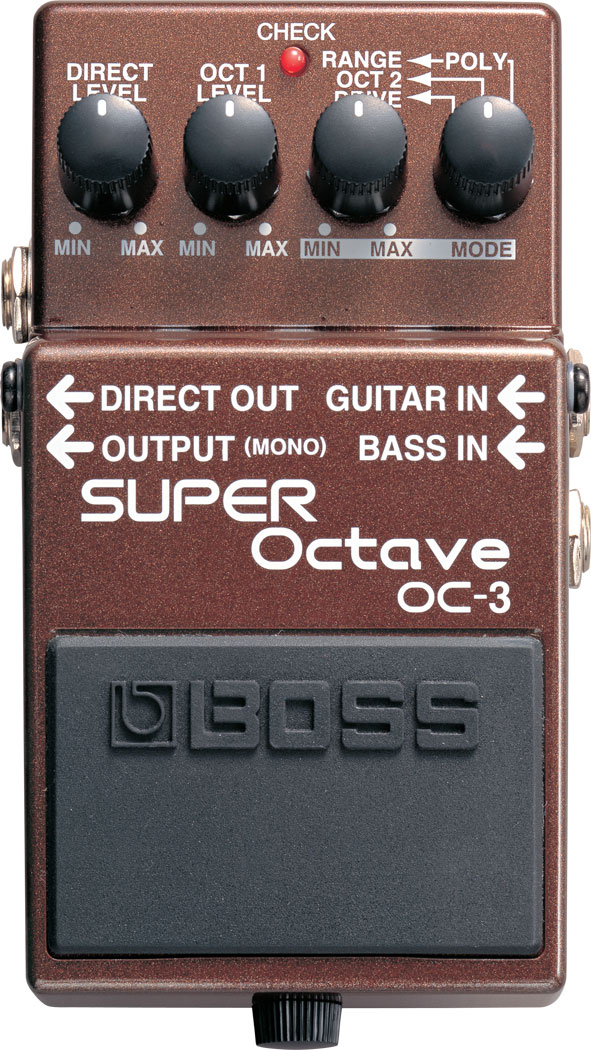 CHECK
DIRECT
LEVEL
OCT 1
LEVEL
RANGE
POLY
OCT 2
DRIVE
MIN
MAX
MIN
MAX
MIN
MAX
MODE
DIRECT OUT
GUITAR IN
OUTPUT (MONO)
BASS IN
SUPER
Octave
OC-3
BOSS